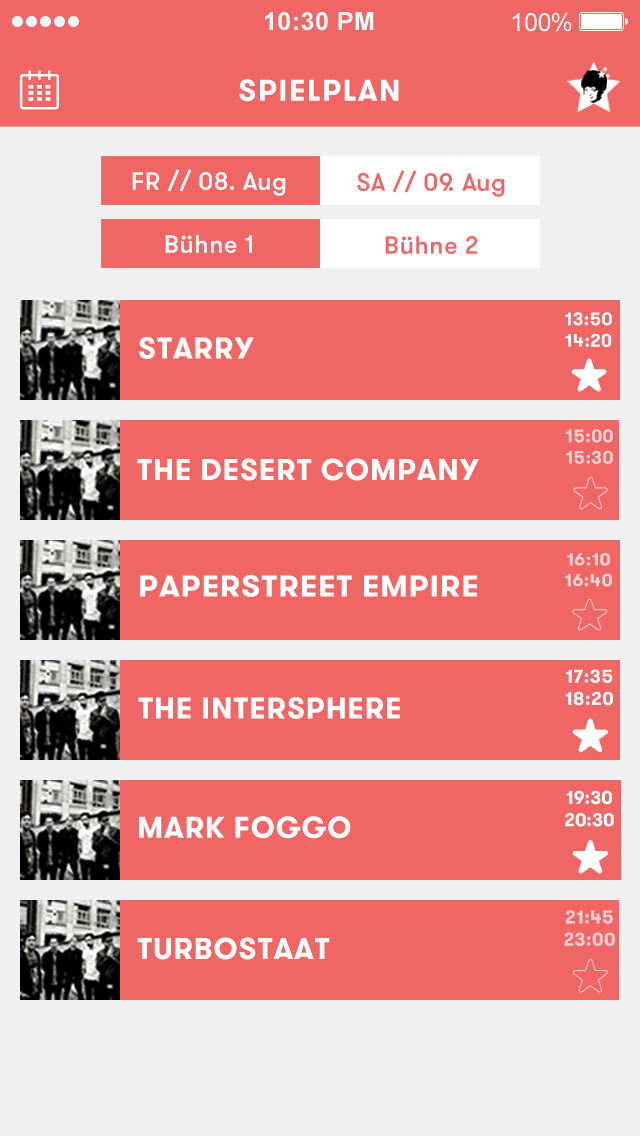 10:30 PM 100%
SPIELPLAN
FR // 08. Aug SA // 09. Aug
Bühne 1 Bühne 2
STARRY
13:50
14:20
THE DESERT COMPANY
15:00
15:30
PAPERSTREET EMPIRE
16:10
16:40
THE INTERSPHERE
17:35
18:20
MARK FOGGO
19:30
20:30
TURBOSTAAT
21:45
23:00